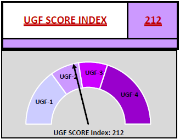 UGF SCORE INDEX 212
UGF-1
UGF-2
UGF-3
UGF-4
UGF SCORE Index: 212